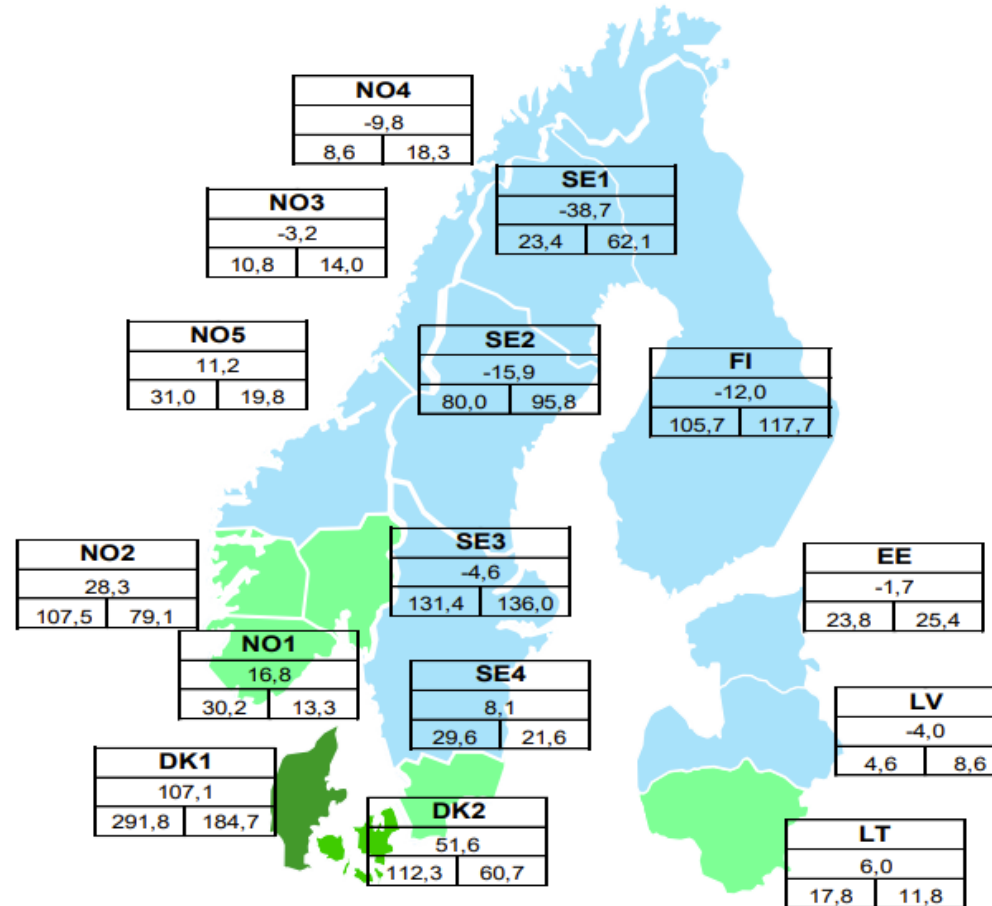 NO4
-9,8
8,6 18,3
SE1
-38,7
23,4 62,1
NO3
-3,2
10,8 14,0
NO5
11,2
31,0 19,8
SE2
-15,9
80,0 95,8
FI
-12,0
105,7 117,7
NO2
28,3
107,5 79,1
SE3
-4,6
131,4 136,0
EE
-1,7
23,8 25,4
NO1
16,8
30,2 13,3
SE4
8,1
29,6 21,6
LV
-4,0
4,6 8,6
DK1
107,1
291,8 184,7
DK2
51,6
112,3 60,7
LT
6,0
17,8 11,8